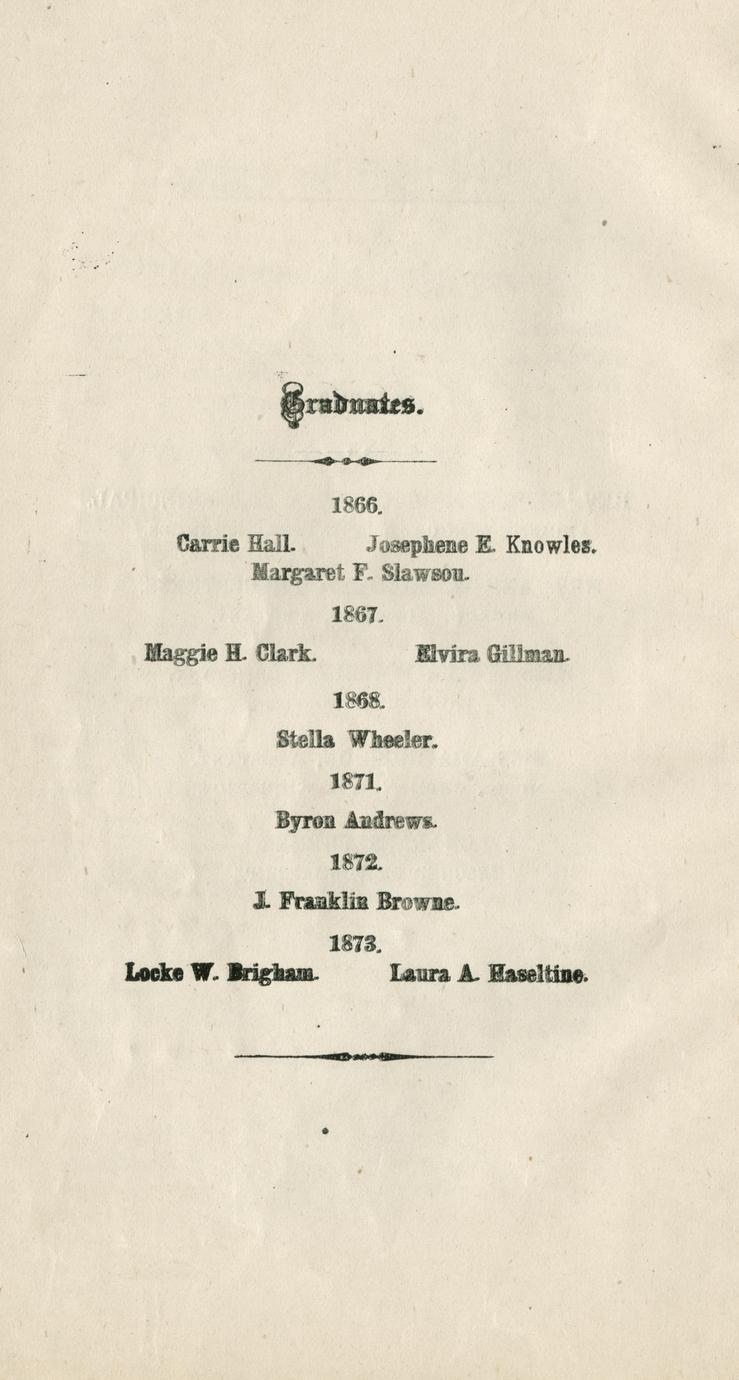 Graduates.
1866.
Carrie Hall. Josephene E. Knowles.
Margaret F. Slawson.
1867.
Maggie H. Clark. Elvira Gillman.
1868.
Stella Wheeler.
1871.
Byron Andrews.
1872.
J. Franklin Browne.
1873.
Locke W. Brigham. Laura A. Haseltine.